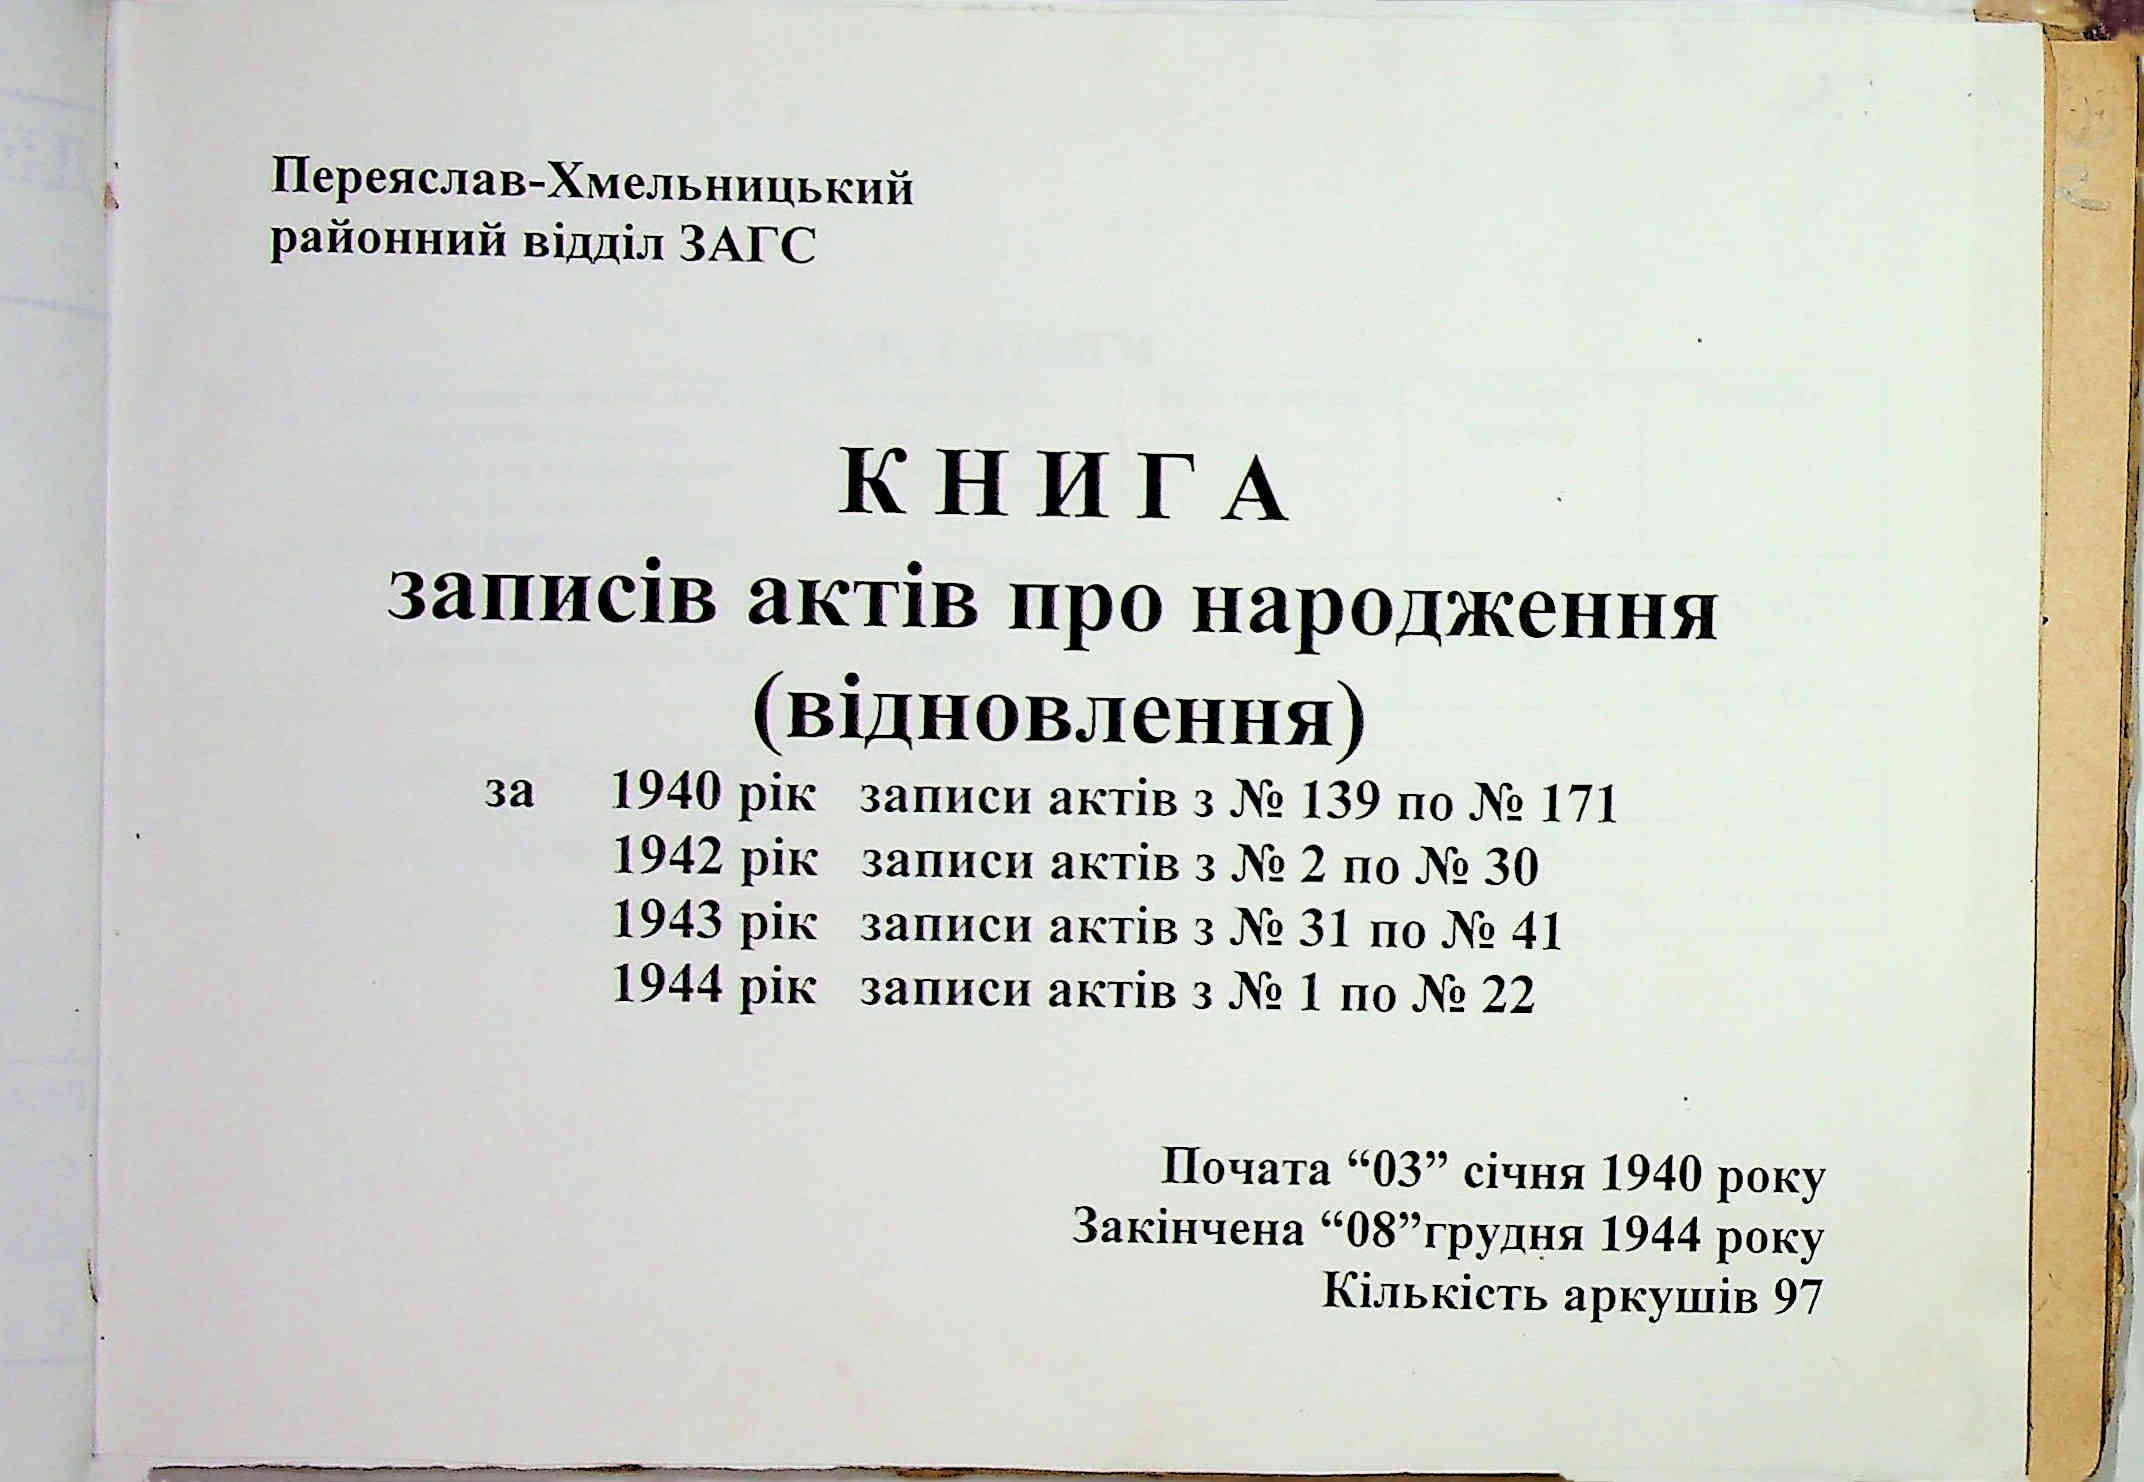 Переяслав-Хмельницький
районний відділ ЗАГС
К Н И Г А
записів актів про народження
(відновлення)
за 1940 рік записи актів з № 139 по № 171
1942 рік записи актів з № 2 по № 30
1943 рік записи актів з № 31 по № 41
1944 рік записи актів з № 1 по № 22
Почата “03” січня 1940 року
Закінчена “08”грудня 1944 року
Кількість аркушів 97